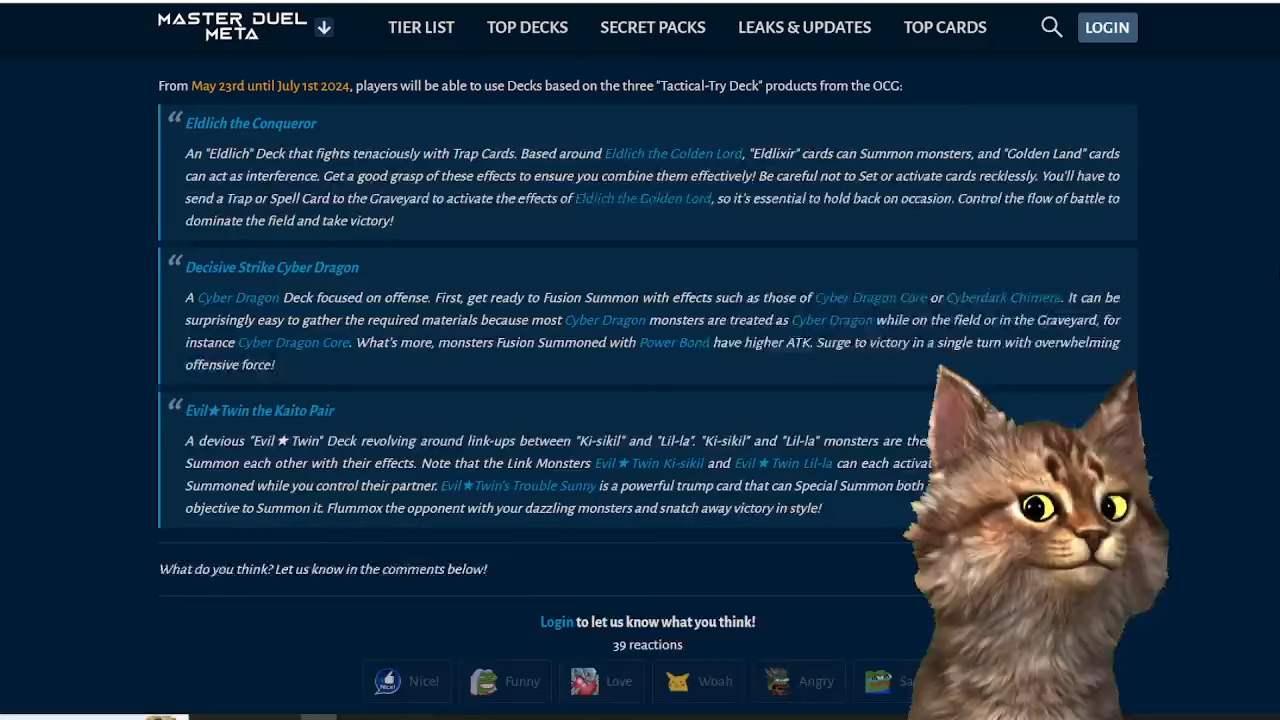 MASTER DUEL
META
TIER LIST
TOP DECKS
SECRET PACKS
LEAKS & UPDATES
TOP CARDS
LOGIN
From May 23rd until July 1st 2024, players will be able to use Decks based on the three "Tactical-Try Deck" products from the OCG:
“ Eldlich the Conqueror
An "Eldlich" Deck that fights tenaciously with Trap Cards. Based around Eldlich the Golden Lord, "Eldlixir" cards can Summon monsters, and "Golden Land" cards
can act as interference. Get a good grasp of these effects to ensure you combine them effectively! Be careful not to Set or activate cards recklessly. You'll have to
send a Trap or Spell Card to the Graveyard to activate the effects of Eldlich the Golden Lord, so it's essential to hold back on occasion. Control the flow of battle to
dominate the field and take victory!
“ Decisive Strike Cyber Dragon
A Cyber Dragon Deck focused on offense. First, get ready to Fusion Summon with effects such as those of Cyber Dragon Core or Cyberdark Chimera. It can be
surprisingly easy to gather the required materials because most Cyber Dragon monsters are treated as Cyber Dragon while on the field or in the Graveyard, for
instance Cyber Dragon Core. What's more, monsters Fusion Summoned with Power Bond have higher ATK. Surge to victory in a single turn with overwhelming
offensive force!
“ Evil★Twin the Kaito Pair
A devious "Evil★Twin" Deck revolving around link-ups between "Ki-sikil" and "Lil-la". "Ki-sikil" and "Lil-la" monsters are
Summon each other with their effects. Note that the Link Monsters Evil★Twin Ki-sikil and Evil★Twin Lil-la can each
Summoned while you control their partner. Evil★Twin's Trouble Sunny is a powerful trump card that can Special Summon both
objective to Summon it. Flummox the opponent with your dazzling monsters and snatch away victory in style!
What do you think? Let us know in the comments below!
Login to let us know what you think!
39 reactions
Nice!
Funny
Love
Woah
Angry